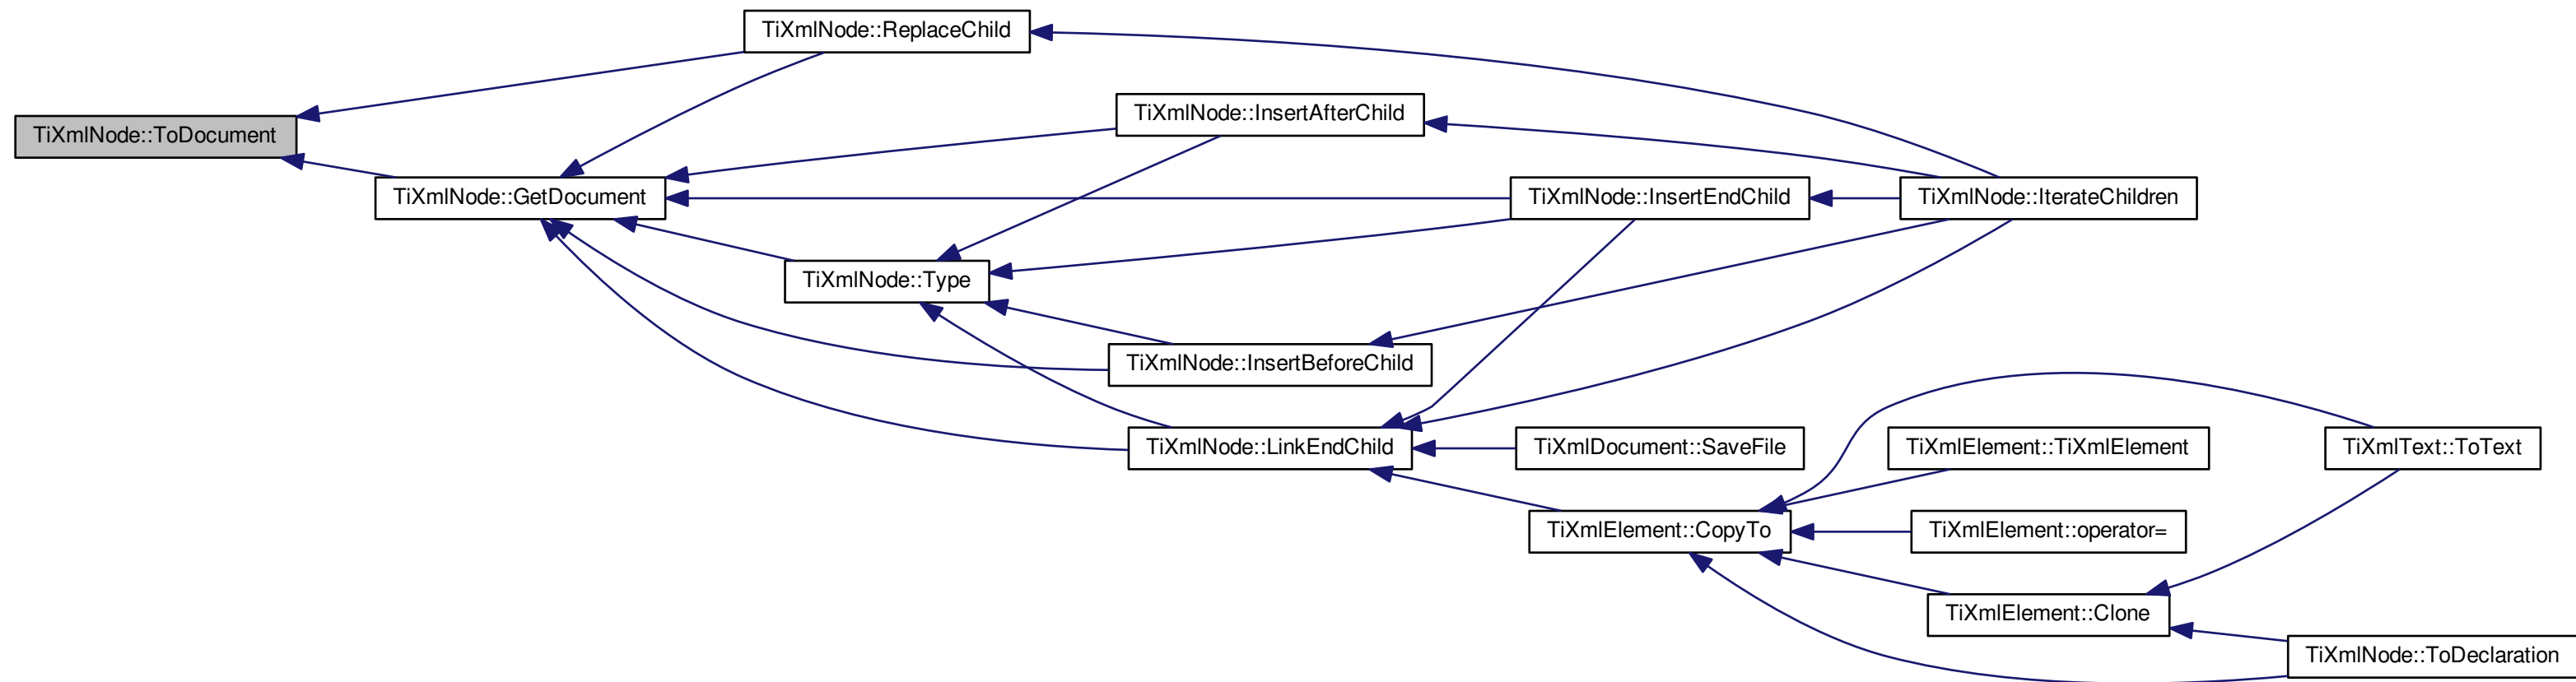 TiXmlNode::ReplaceChild
TiXmlNode::InsertAfterChild
TiXmlNode::ToDocument
TiXmlNode::GetDocument
TiXmlNode::InsertEndChild
TiXmlNode::IterateChildren
TiXmlNode::Type
TiXmlNode::InsertBeforeChild
TiXmlNode::LinkEndChild
TiXmlDocument::SaveFile
TiXmlElement::TiXmlElement
TiXmlText::ToText
TiXmlElement::CopyTo
TiXmlElement::operator=
TiXmlElement::Clone
TiXmlNode::ToDeclaration